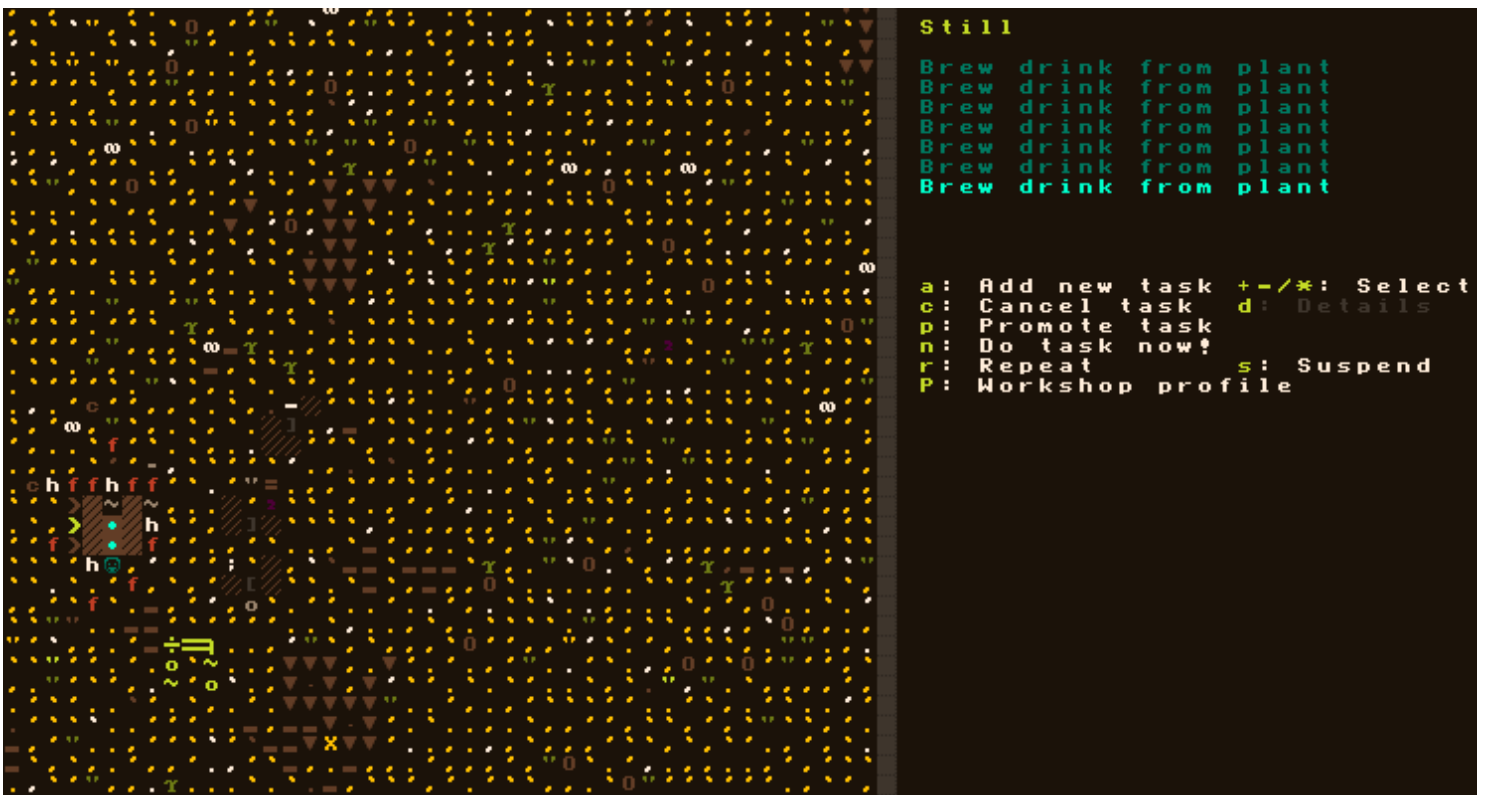 Still
Brew drink from plant
Brew drink from plant
Brew drink from plant
Brew drink from plant
Brew drink from plant
Brew drink from plant
Brew drink from plant
a: Add new task +-/*: Select
c: Cancel task d: Details
p: Promote task
n: Do task now!
r: Repeat s: Suspend
P: Workshop profile